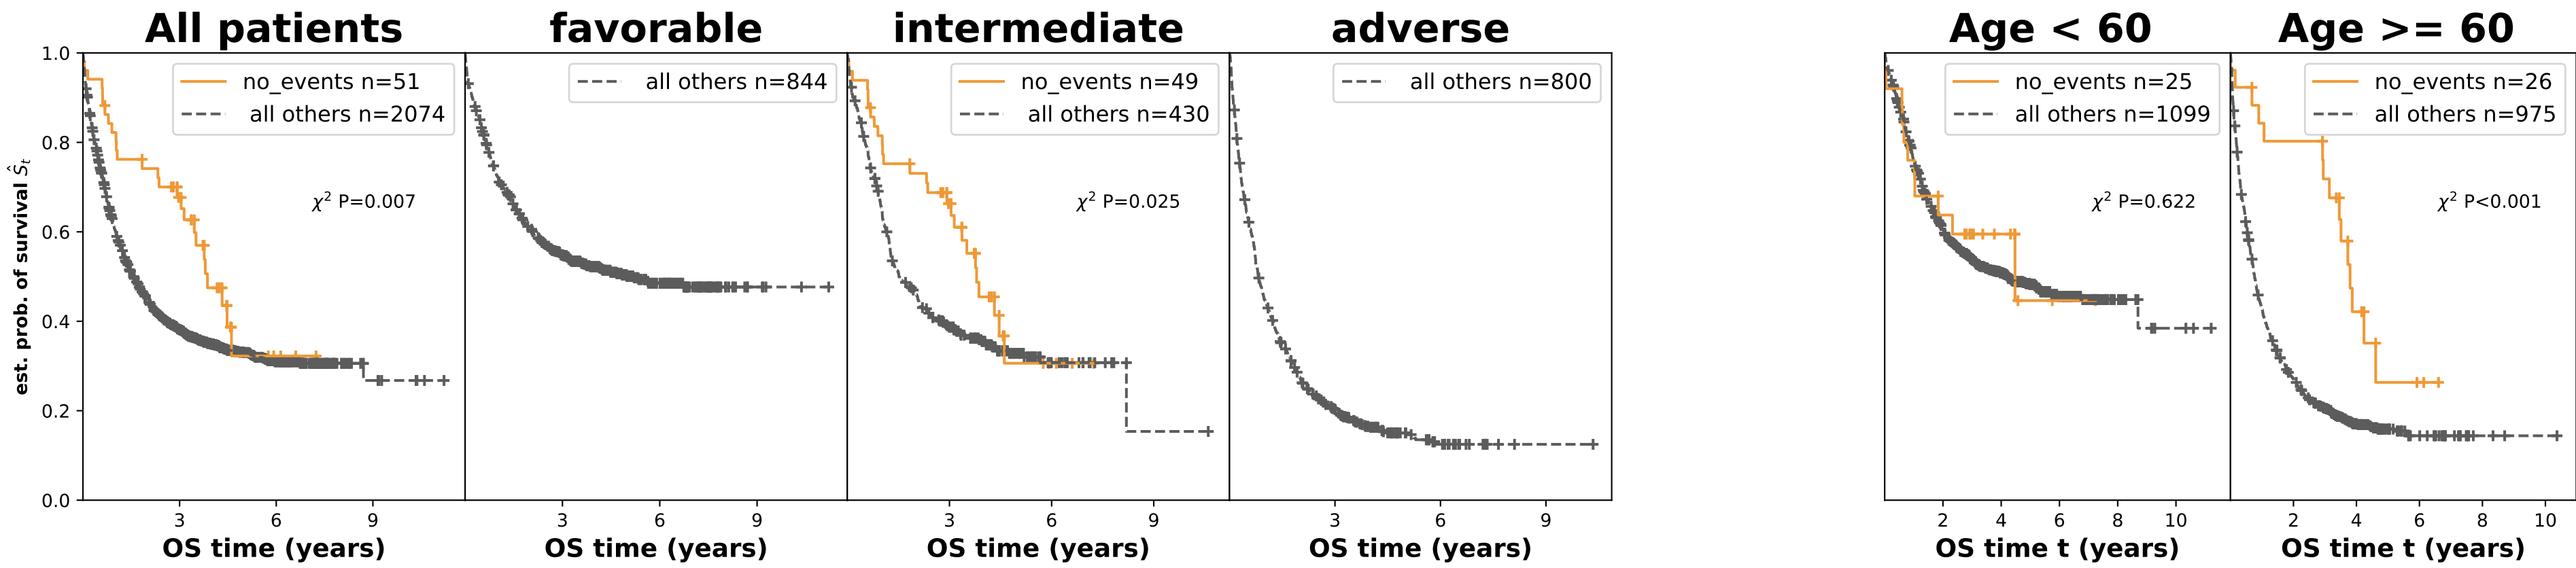 All patients
favorable
intermediate
adverse
Age < 60
Age >= 60
est. prob. of survival Ŝₜ
1.0
0.8
0.6
0.4
0.2
0.0
no_events n=51
all others n=2074
χ² P=0.007
3 6 9
OS time (years)
all others n=844
3 6 9
OS time (years)
no_events n=49
all others n=430
χ² P=0.025
3 6 9
OS time (years)
all others n=800
3 6 9
OS time (years)
no_events n=25
all others n=1099
χ² P=0.622
2 4 6 8 10
OS time t (years)
no_events n=26
all others n=975
χ² P<0.001
2 4 6 8 10
OS time t (years)